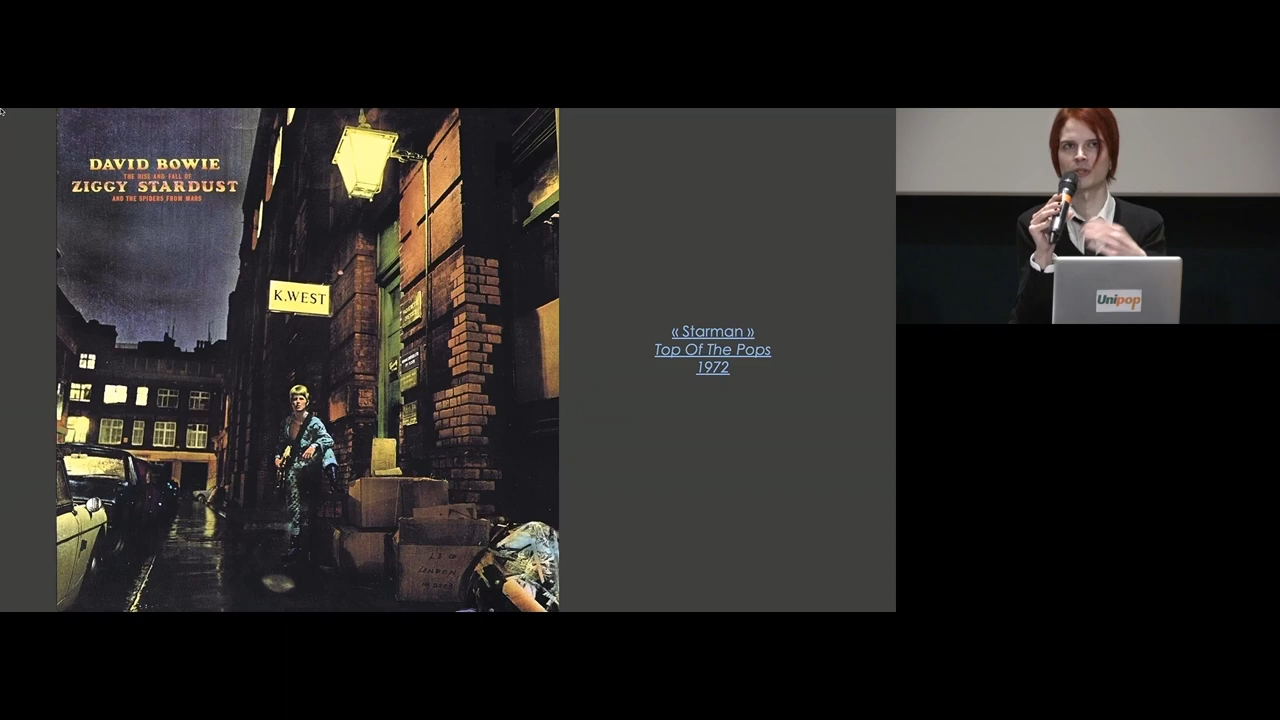 DAVID BOWIE
THE RISE AND FALL OF
ZIGGY STARDUST
AND THE SPIDERS FROM MARS
K.WEST
LONDON
« Starman »
Top Of The Pops
1972
Unipop